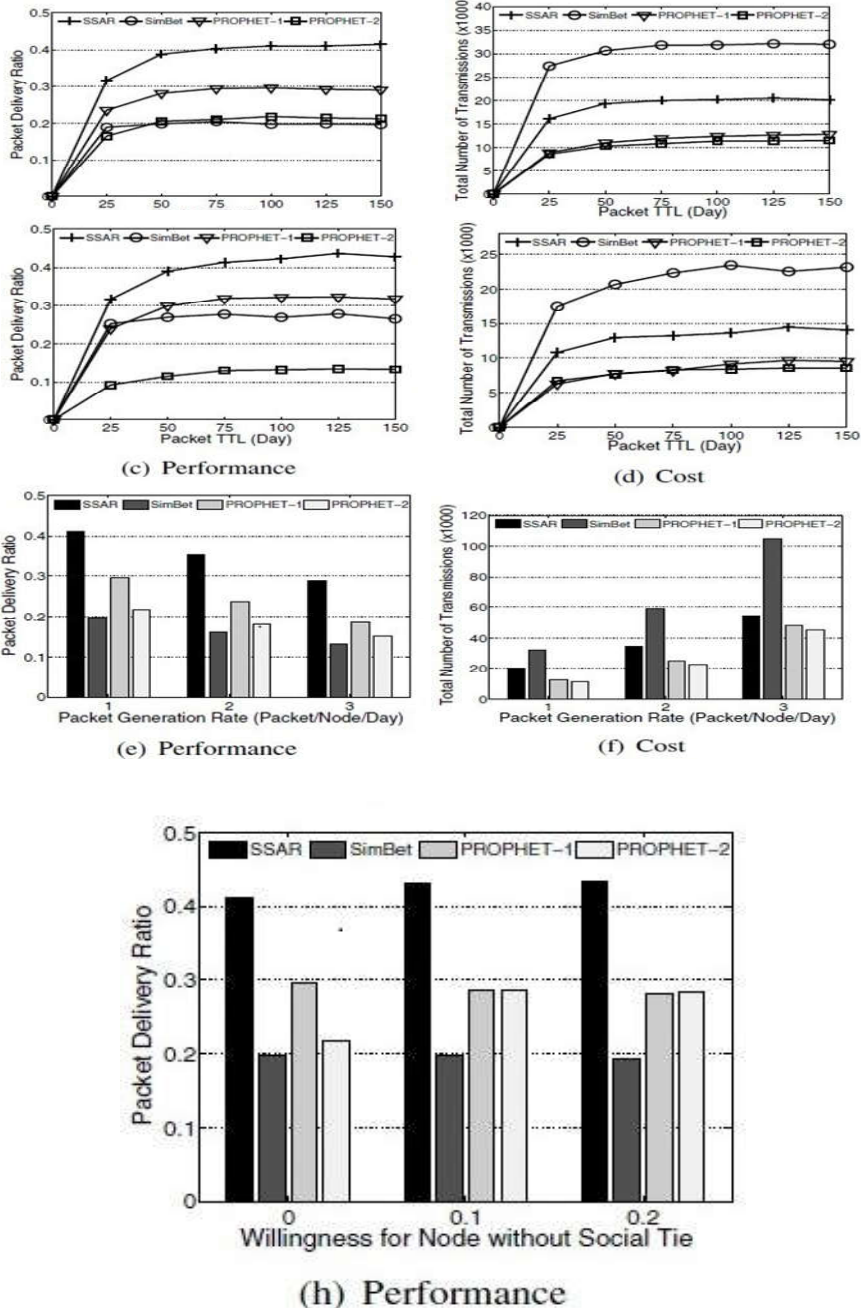 0.5
SSAR SimBet PROPHET-1 PROPHET-2
0.4
0.3
0.2
0.1
0
Packet Delivery Ratio
0 25 50 75 100 125 150
40
SSAR SimBet PROPHET-1 PROPHET-2
35
30
25
20
15
10
5
0
Total Number of Transmissions (x1000)
0 25 50 75 100 125 150
Packet TTL (Day)
0.5
SSAR SimBet PROPHET-1 PROPHET-2
0.4
0.3
0.2
0.1
0
Packet Delivery Ratio
0 25 50 75 100 125 150
Packet TTL (Day)
(c) Performance
SSAR SimBet PROPHET-1 PROPHET-2
25
20
15
10
5
0
Total Number of Transmissions (x1000)
0 25 50 75 100 125 150
Packet TTL (Day)
(d) Cost
0.5
SSAR SimBet PROPHET-1 PROPHET-2
0.4
0.3
0.2
0.1
0
Packet Delivery Ratio
1 2 3
Packet Generation Rate (Packet/Node/Day)
(e) Performance
120
SSAR SimBet PROPHET-1 PROPHET-2
100
80
60
40
20
0
Total Number of Transmissions (x1000)
1 2 3
Packet Generation Rate (Packet/Node/Day)
(f) Cost
0.5
SSAR SimBet PROPHET-1 PROPHET-2
0.4
0.3
0.2
0.1
0
Packet Delivery Ratio
0 0.1 0.2
Willingness for Node without Social Tie
(h) Performance